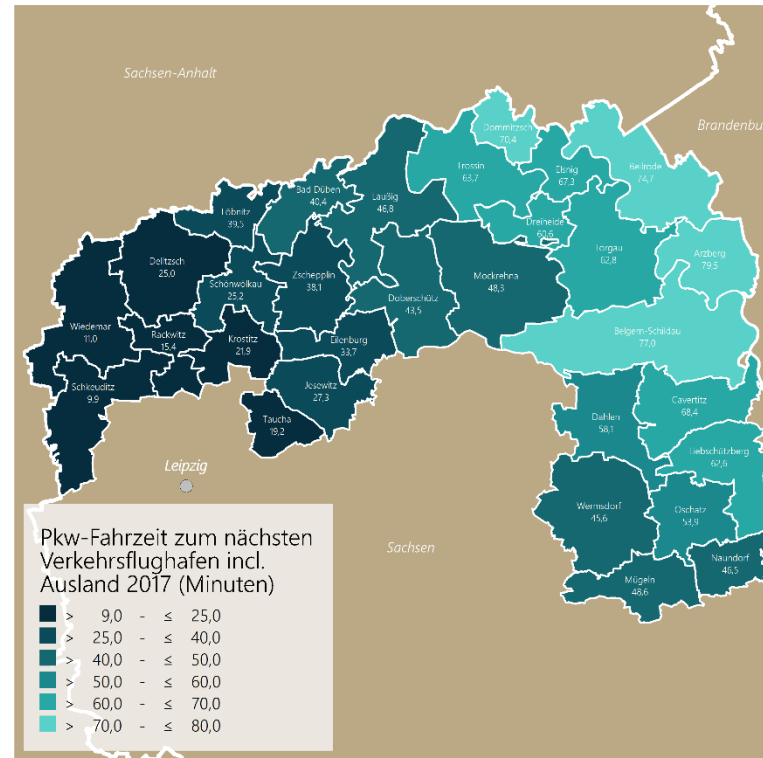 Sachsen-Anhalt
Brandenbu
Dommitzsch
70,4
Trossin
63,7
Elsnig
67,3
Beilrode
74,7
Bad Düben
40,4
Laußig
46,8
Löbnitz
39,5
Dreiheide
60,6
Torgau
62,8
Arzberg
79,5
Delitzsch
25,0
Zschepplin
38,1
Mockrehna
48,3
Schönwölkau
25,2
Doberschütz
43,5
Wiedemar
11,0
Rackwitz
15,4
Krostitz
21,9
Eilenburg
33,7
Belgern-Schildau
77,0
Schkeuditz
9,9
Jesewitz
27,3
Cavertitz
68,4
Taucha
19,2
Dahlen
58,1
Liebschützberg
62,6
Leipzig
Wermsdorf
45,6
Oschatz
53,9
Sachsen
Naundorf
46,5
Mügeln
48,6
Pkw-Fahrzeit zum nächsten
Verkehrsflughafen incl.
Ausland 2017 (Minuten)
> 9,0 - ≤ 25,0
> 25,0 - ≤ 40,0
> 40,0 - ≤ 50,0
> 50,0 - ≤ 60,0
> 60,0 - ≤ 70,0
> 70,0 - ≤ 80,0